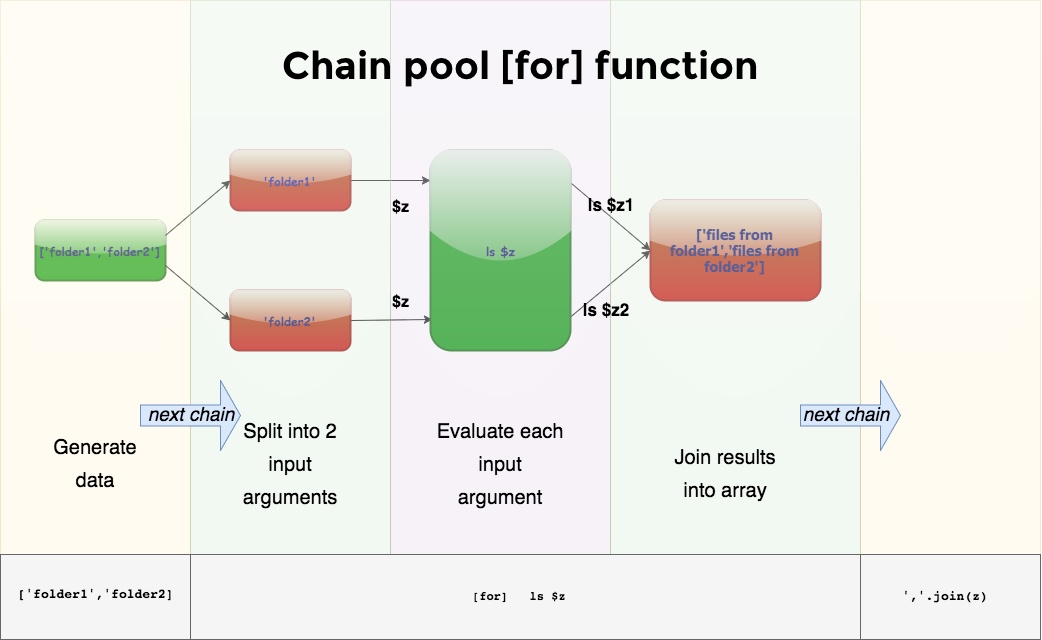 Chain pool [for] function
['folder1','folder2']
'folder1'
$z
'folder2'
$z
ls $z
ls $z1
ls $z2
['files from
folder1','files from
folder2']
next chain
next chain
Generate
data
Split into 2
input
arguments
Evaluate each
input
argument
Join results
into array
['folder1','folder2]
[for] ls $z
','.join(z)